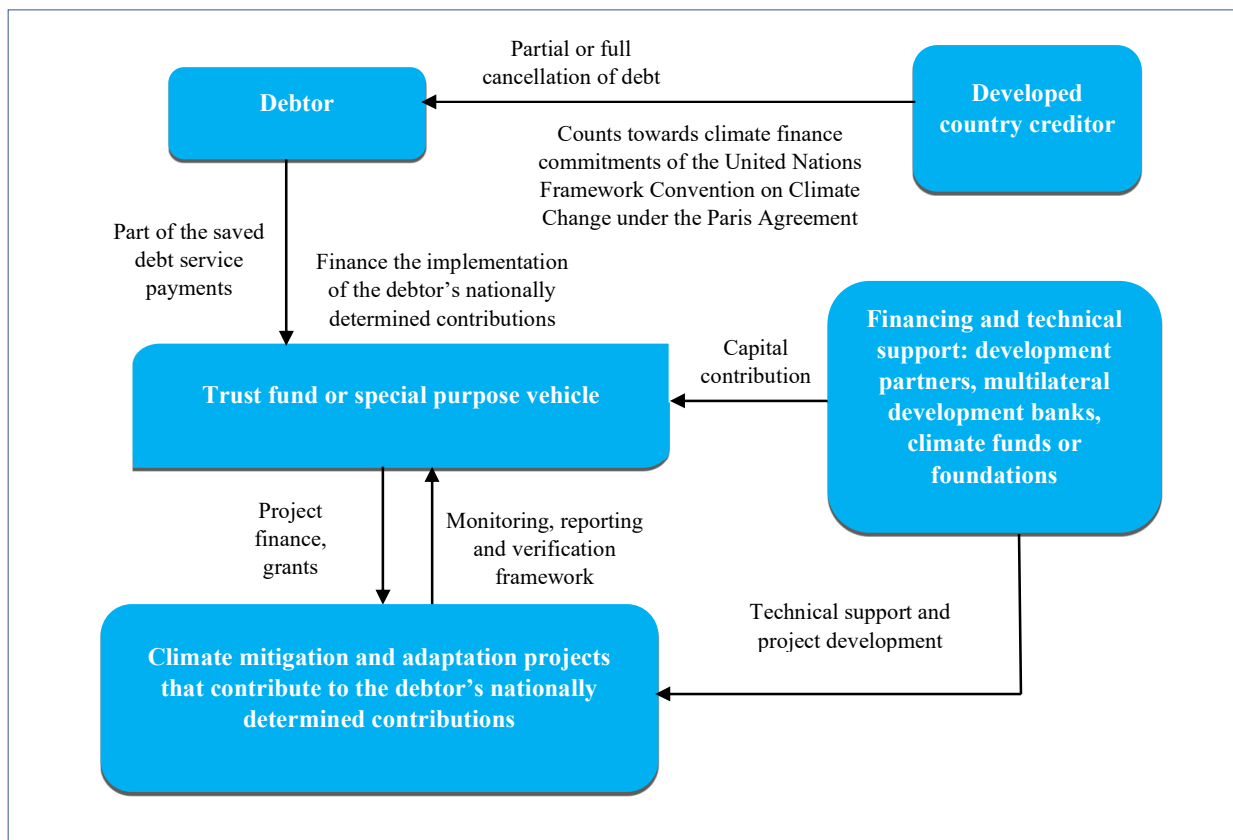 Partial or full
cancellation of debt
Debtor
Developed
country creditor
Counts towards climate finance
commitments of the United Nations
Framework Convention on Climate
Change under the Paris Agreement
Part of the saved
debt service
payments
Finance the implementation
of the debtor’s nationally
determined contributions
Financing and technical
support: development
partners, multilateral
development banks,
climate funds or
foundations
Capital
contribution
Trust fund or special purpose vehicle
Project
finance,
grants
Monitoring, reporting
and verification
framework
Technical support and
project development
Climate mitigation and adaptation projects
that contribute to the debtor’s nationally
determined contributions